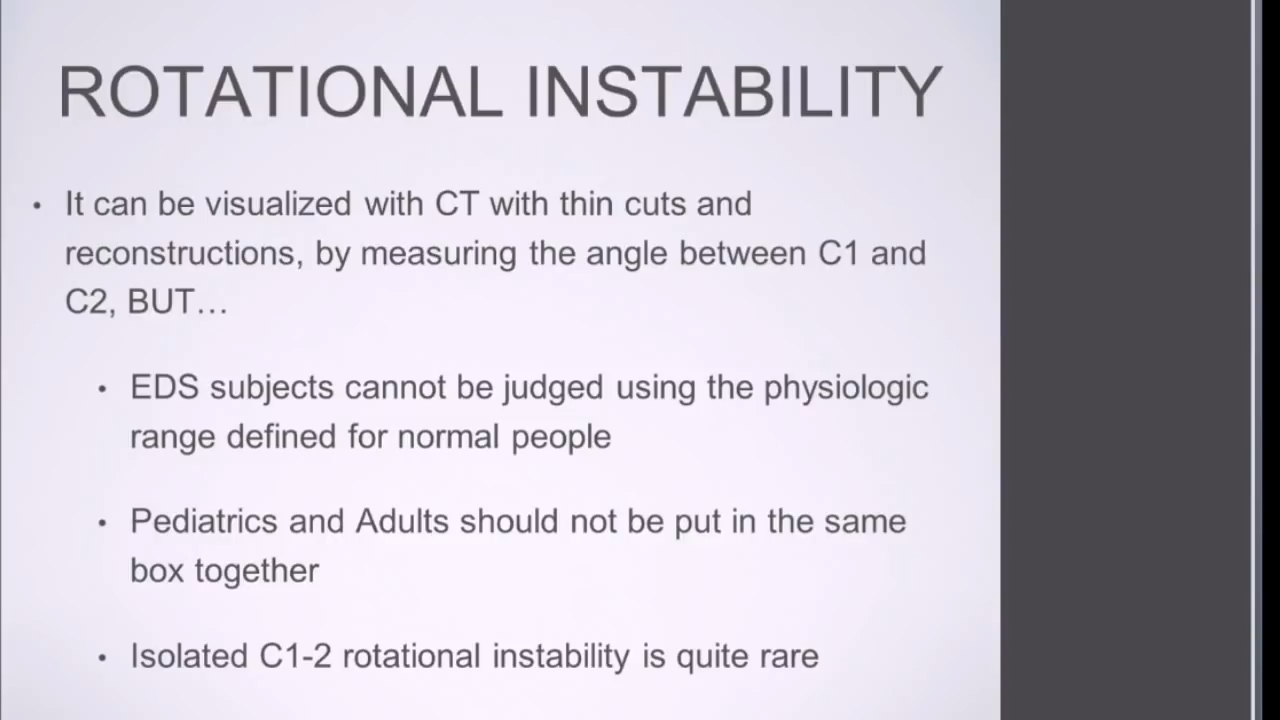 ROTATIONAL INSTABILITY
• It can be visualized with CT with thin cuts and
reconstructions, by measuring the angle between C1 and
C2, BUT…
• EDS subjects cannot be judged using the physiologic
range defined for normal people
• Pediatrics and Adults should not be put in the same
box together
• Isolated C1-2 rotational instability is quite rare